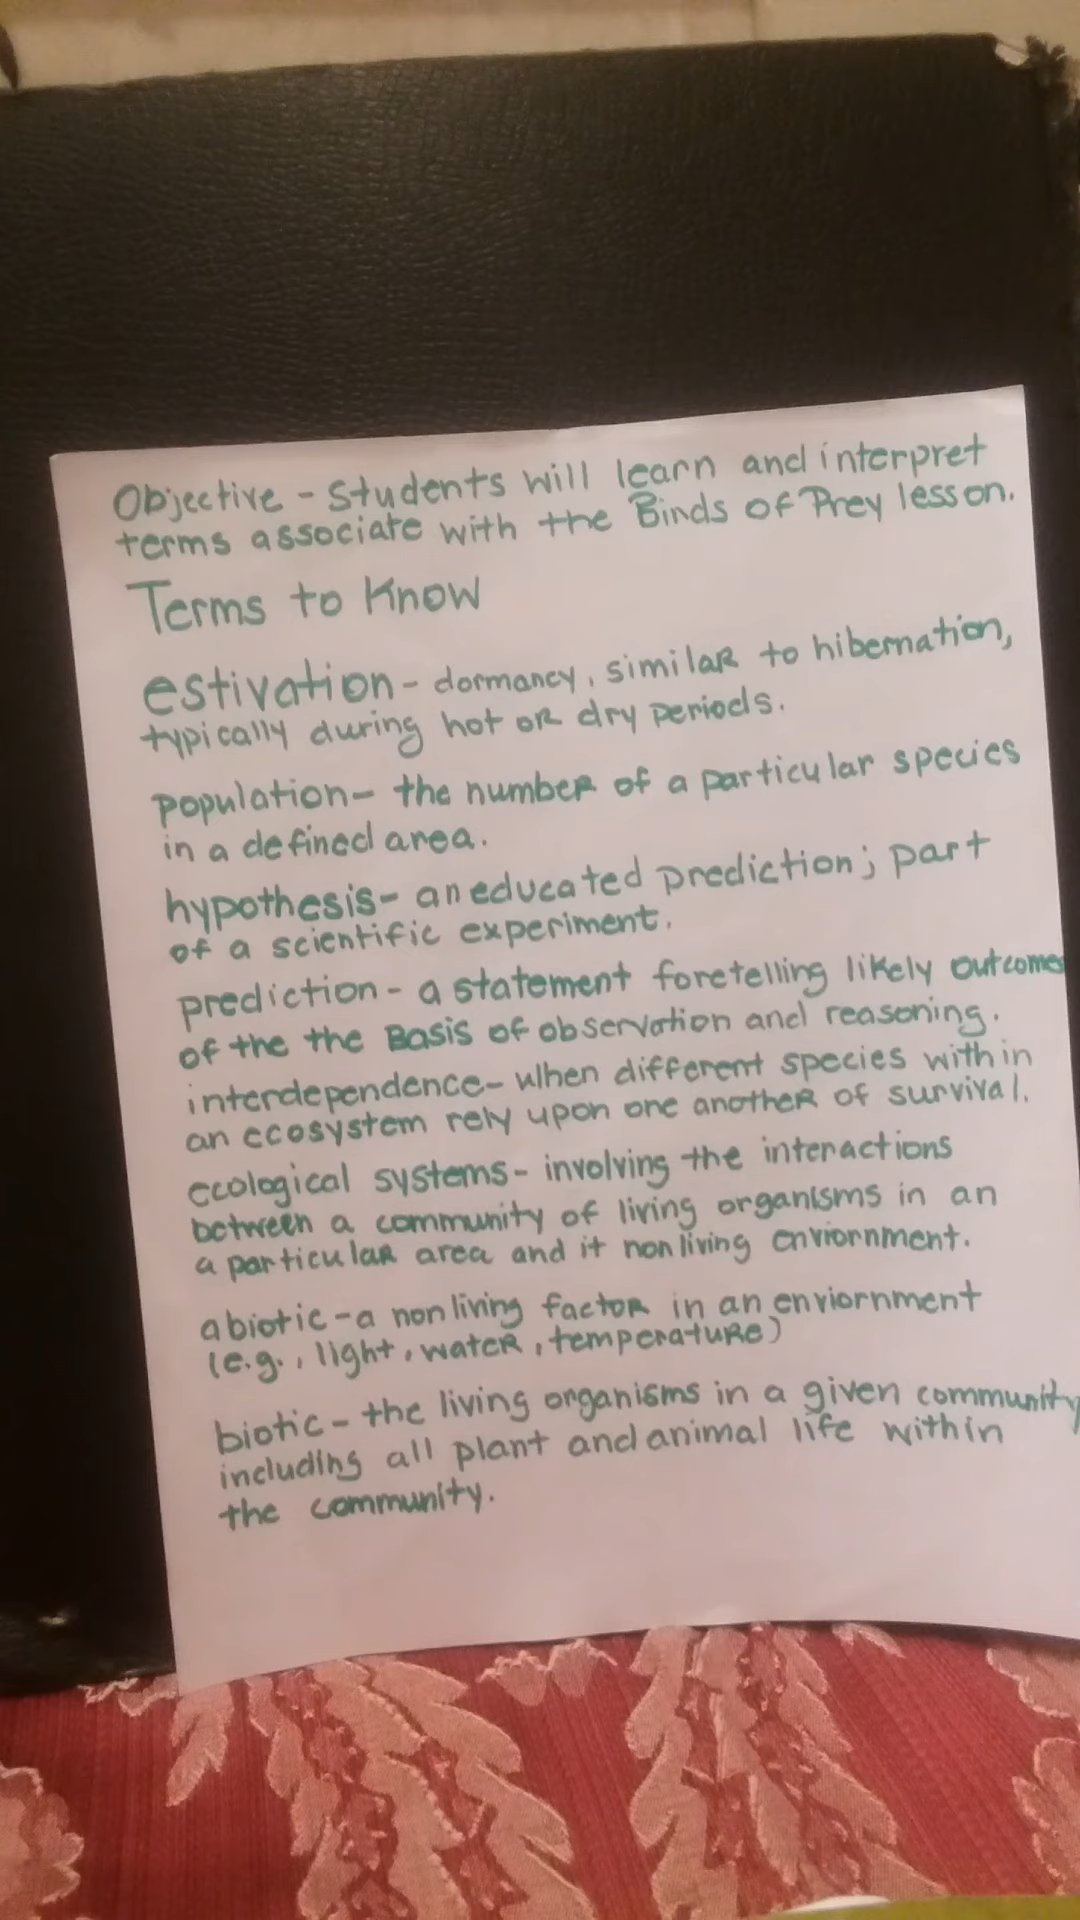 Objective - Students will learn and interpret
terms associate with the Binds of Prey lesson.
Terms to Know
estivation - dormancy, similar to hibernation,
typically during hot or dry periods.
population - the number of a particular species
in a defined area.
hypothesis - an educated prediction; part
of a scientific experiment.
prediction - a statement foretelling likely outcomes
of the the Basis of observation and reasoning.
interdependence - When different species within
an ecosystem rely upon one another of survival.
ecological systems - involving the interactions
between a community of living organisms in an
a particular area and it nonliving enviornment.
abiotic - a nonliving factor in an enviornment
(e.g., light, water, temperature)
biotic - the living organisms in a given community
including all plant and animal life within
the community.